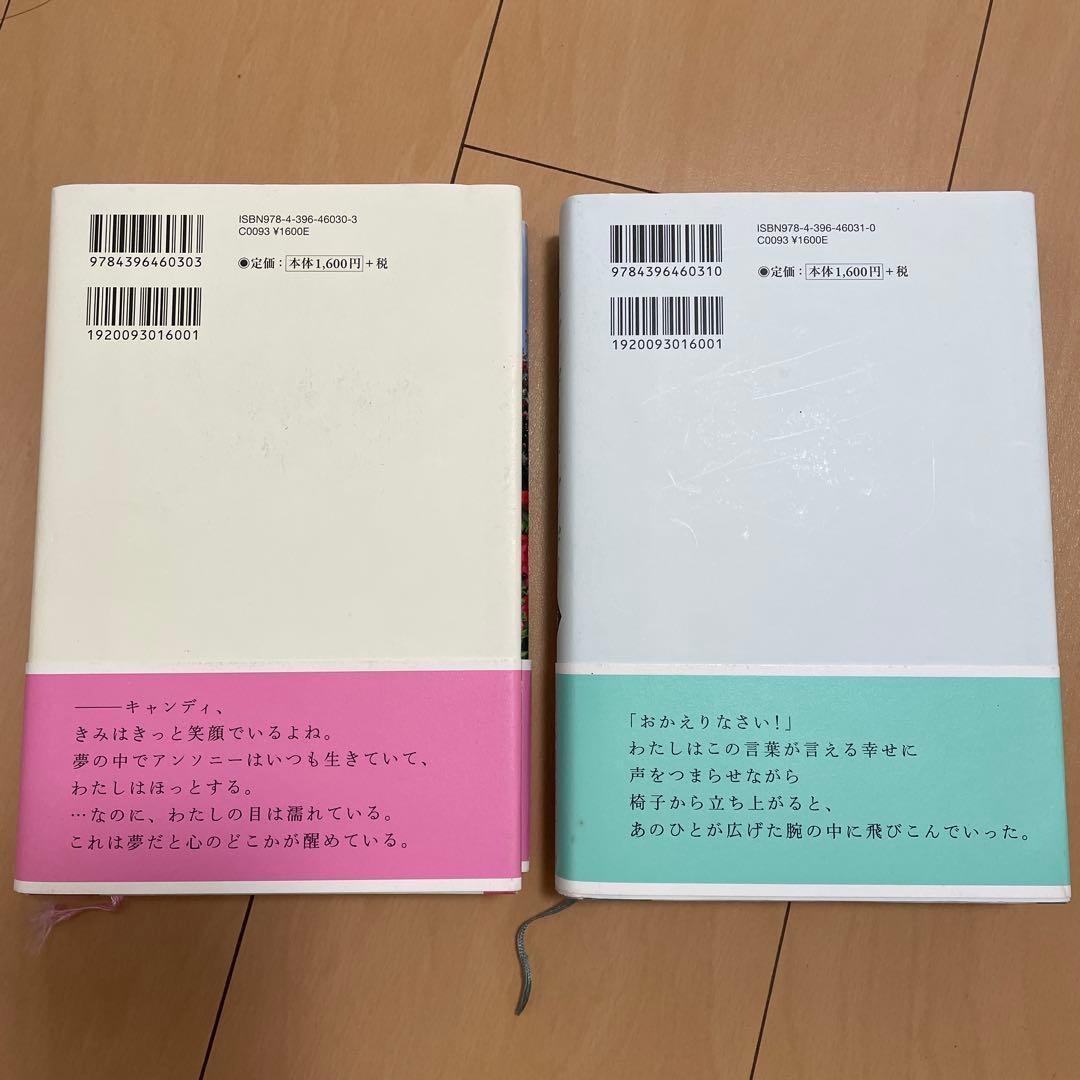 ISBN978-4-396-46030-3
C0093 ¥1600E
9784396460303
●定価：本体1,600円＋税
1920093016001
――キャンディ、
きみはきっと笑顔でいるよね。
夢の中でアンソニーはいつも生きていて、
わたしはほっとする。
…なのに、わたしの目は濡れている。
これは夢だと心のどこかが醒めている。
ISBN978-4-396-46031-0
C0093 ¥1600E
9784396460310
●定価：本体1,600円＋税
1920093016001
「おかえりなさい！」
わたしはこの言葉が言える幸せに
声をつまらせながら
椅子から立ち上がると、
あのひとが広げた腕の中に飛びこんでいった。